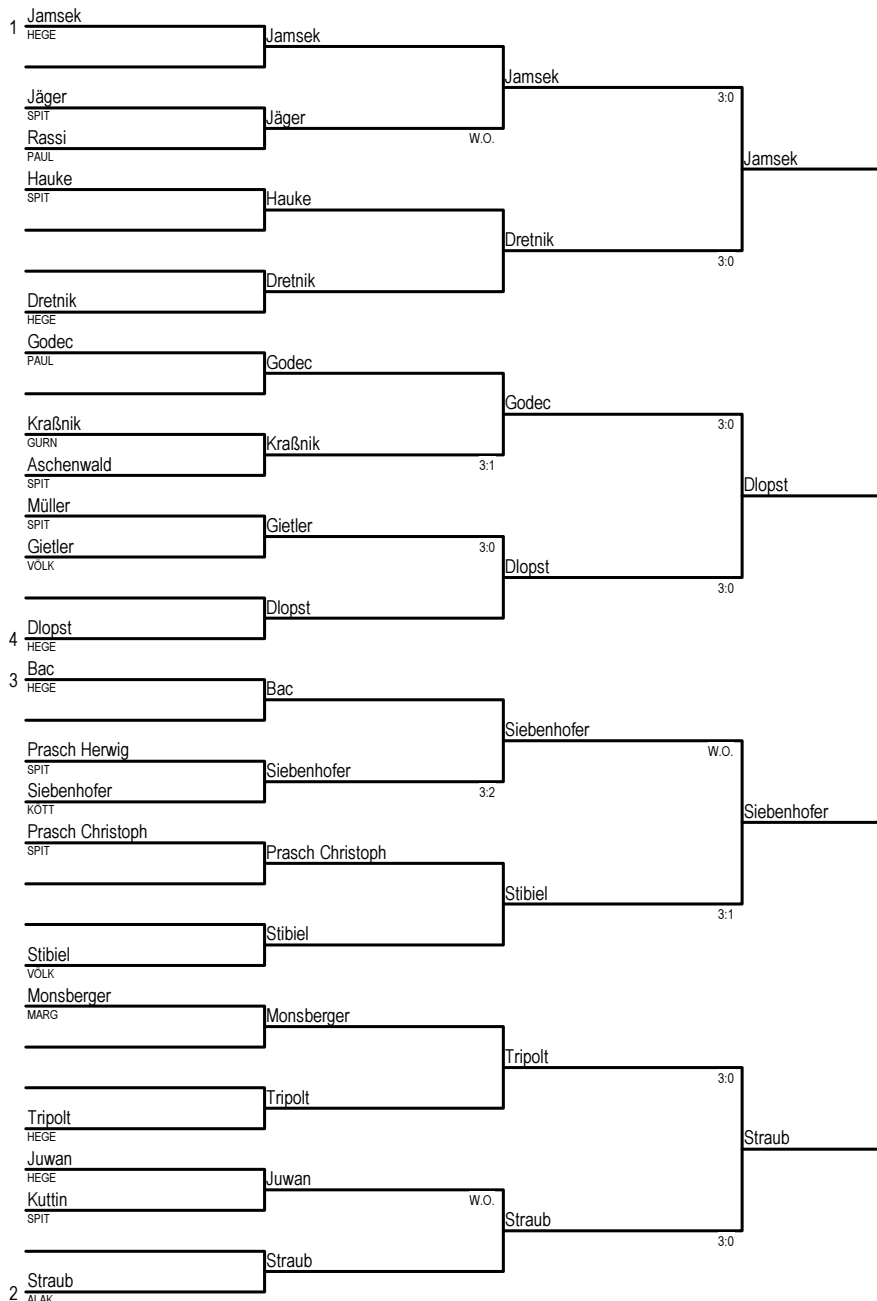 Jamsek
1
HEGE
Jamsek
Jamsek
Jäger
SPIT
3:0
Jäger
Rassi
PAUL
W.O.
Jamsek
Hauke
SPIT
Hauke
Dretnik
3:0
Dretnik
Dretnik
HEGE
Godec
PAUL
Godec
Godec
Kraßnik
GURN
3:0
Kraßnik
Aschenwald
SPIT
3:1
Dlopst
Müller
SPIT
Gietler
3:0
Gietler
VÖLK
Dlopst
3:0
Dlopst
4
Dlopst
HEGE
3
Bac
HEGE
Bac
Siebenhofer
Prasch Herwig
SPIT
W.O.
Siebenhofer
Siebenhofer
KÖTT
3:2
Siebenhofer
Prasch Christoph
SPIT
Prasch Christoph
Stibiel
3:1
Stibiel
Stibiel
VÖLK
Monsberger
MARG
Monsberger
Tripolt
3:0
Tripolt
Tripolt
HEGE
Straub
Juwan
HEGE
Juwan
W.O.
Kuttin
SPIT
Straub
3:0
Straub
2
Straub
ALAK